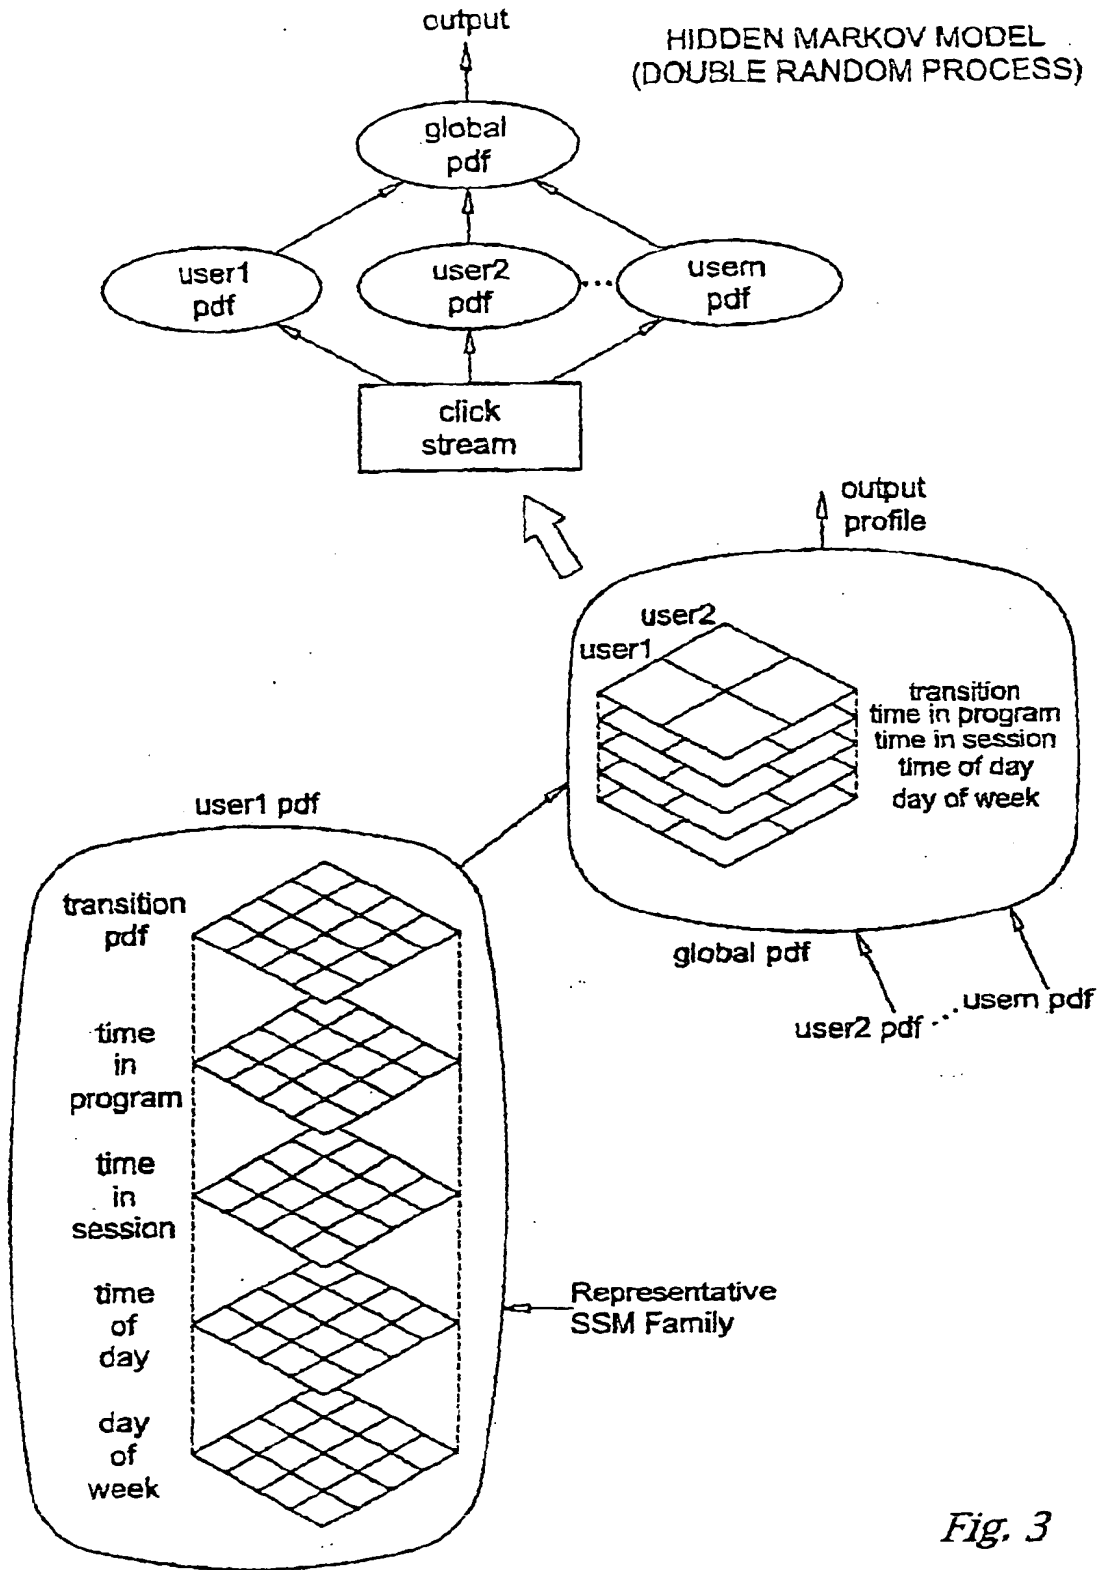 output
HIDDEN MARKOV MODEL
(DOUBLE RANDOM PROCESS)
global
pdf
user1
pdf
user2
pdf
usern
pdf
click
stream
output
profile
user2
user1
transition
time in program
time in session
time of day
day of week
global pdf
user2 pdf
usern pdf
user1 pdf
transition
pdf
time
in
program
time
in
session
time
of
day
day
of
week
Representative
SSM Family
Fig. 3